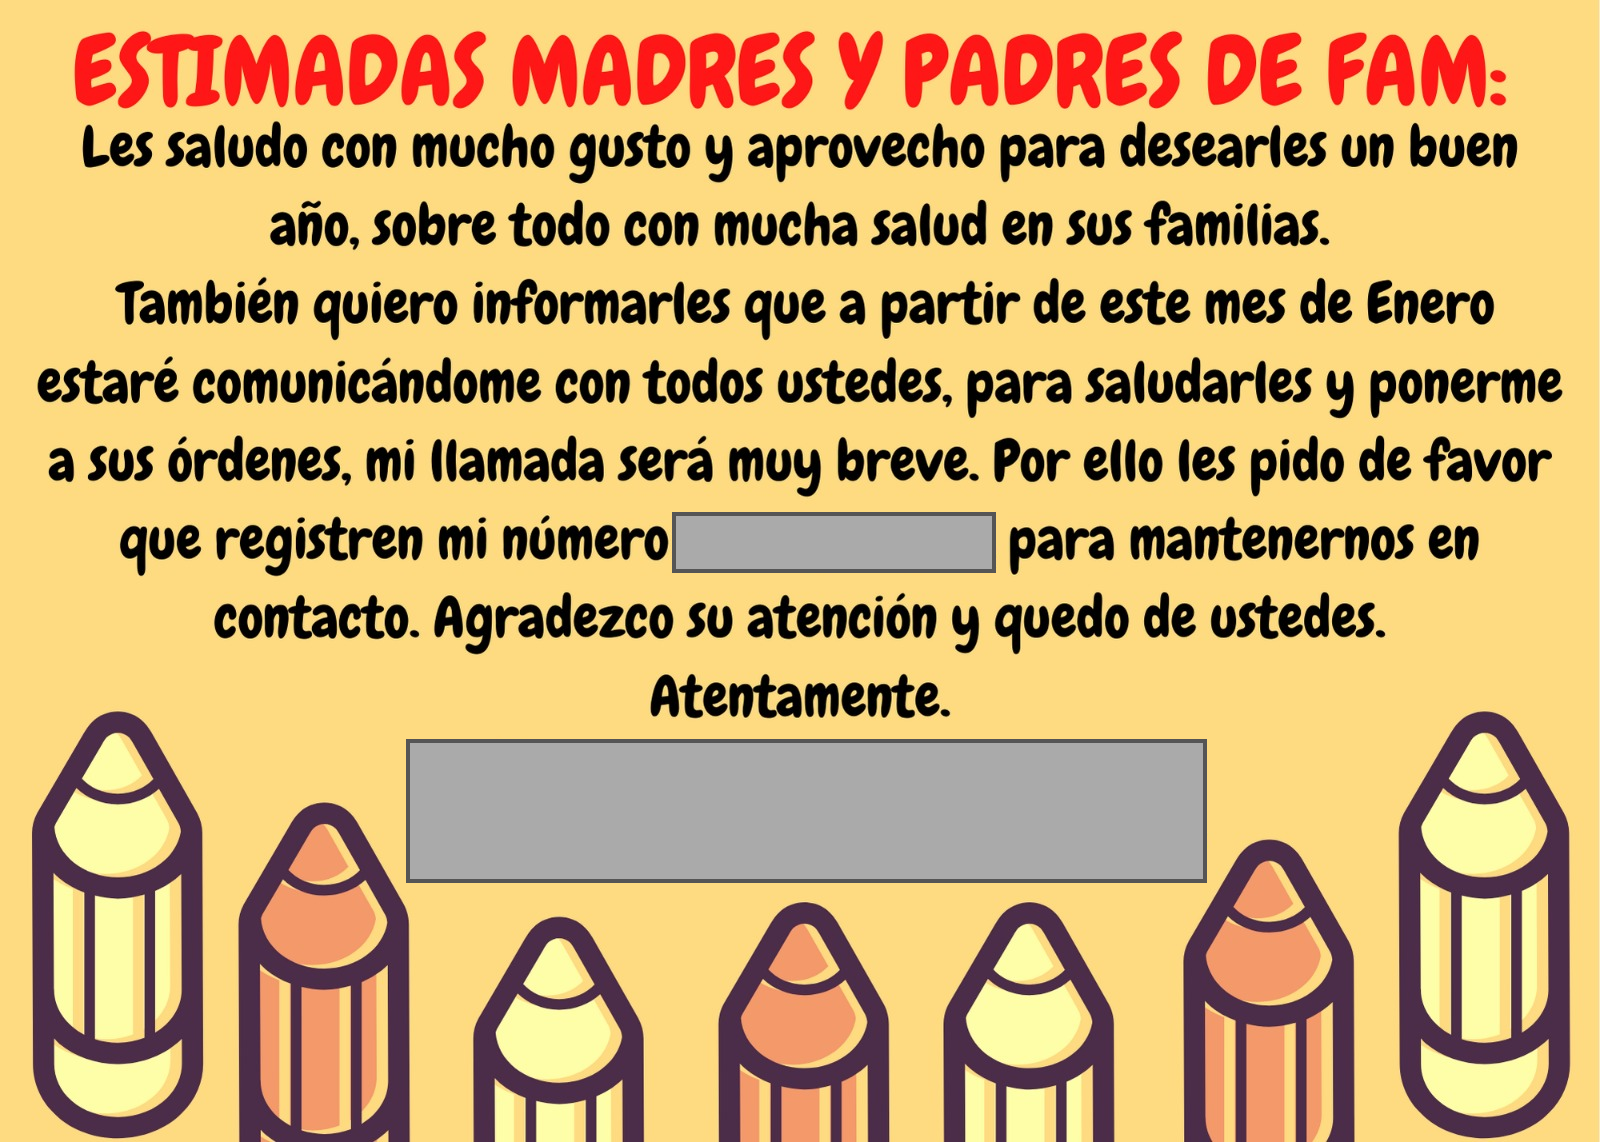 ESTIMADAS MADRES Y PADRES DE FAM:
Les saludo con mucho gusto y aprovecho para desearles un buen
año, sobre todo con mucha salud en sus familias.
También quiero informarles que a partir de este mes de Enero
estaré comunicándome con todos ustedes, para saludarles y ponerme
a sus órdenes, mi llamada será muy breve. Por ello les pido de favor
que registren mi número para mantenernos en
contacto. Agradezco su atención y quedo de ustedes.
Atentamente.